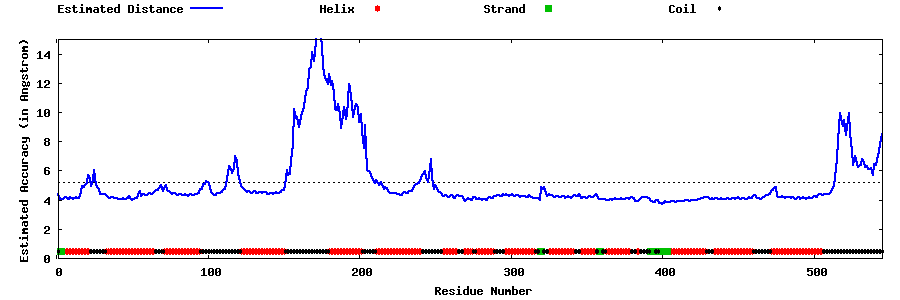 Estimated Distance Helix Strand Coil
14
12
10
8
6
4
2
0
Estimated Accuracy (in Angstrom)
0 100 200 300 400 500
Residue Number